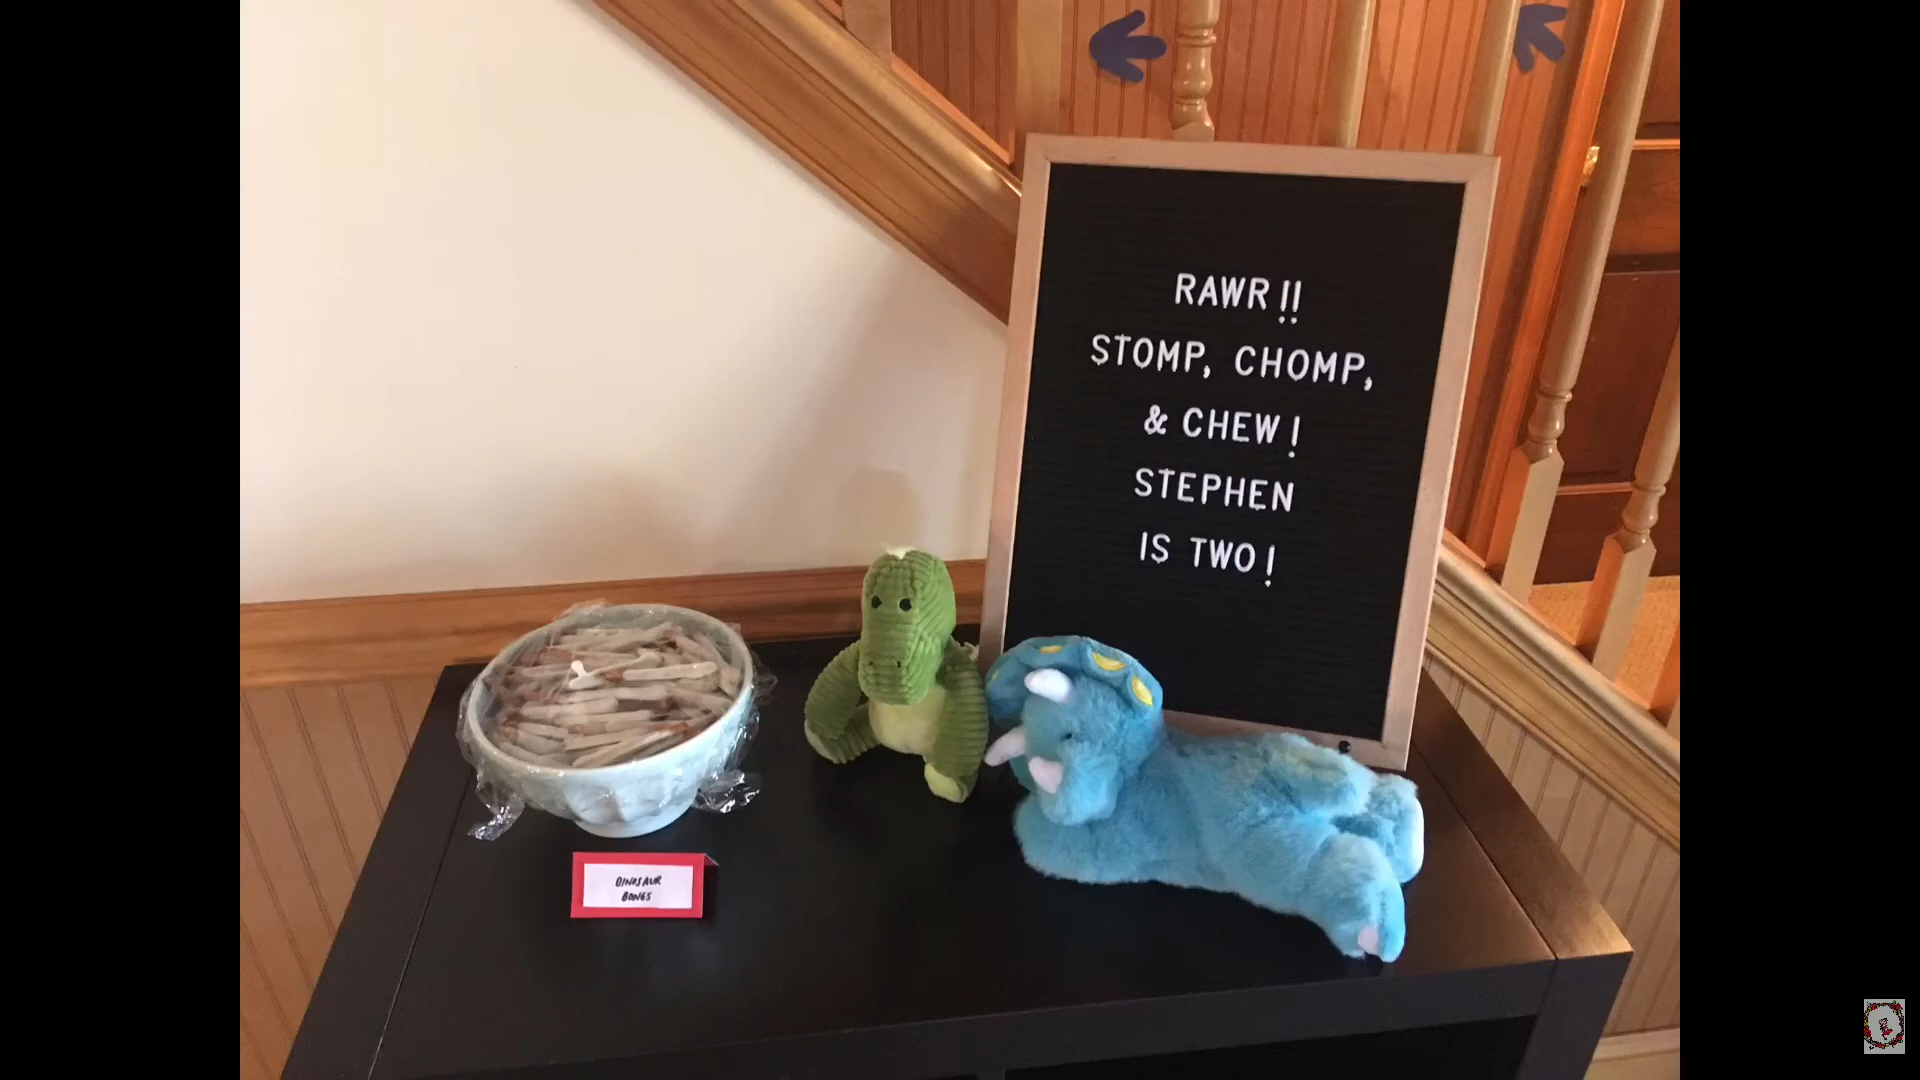 RAWR!!
STOMP, CHOMP,
& CHEW!
STEPHEN
IS TWO!
DINOSAUR
BONES